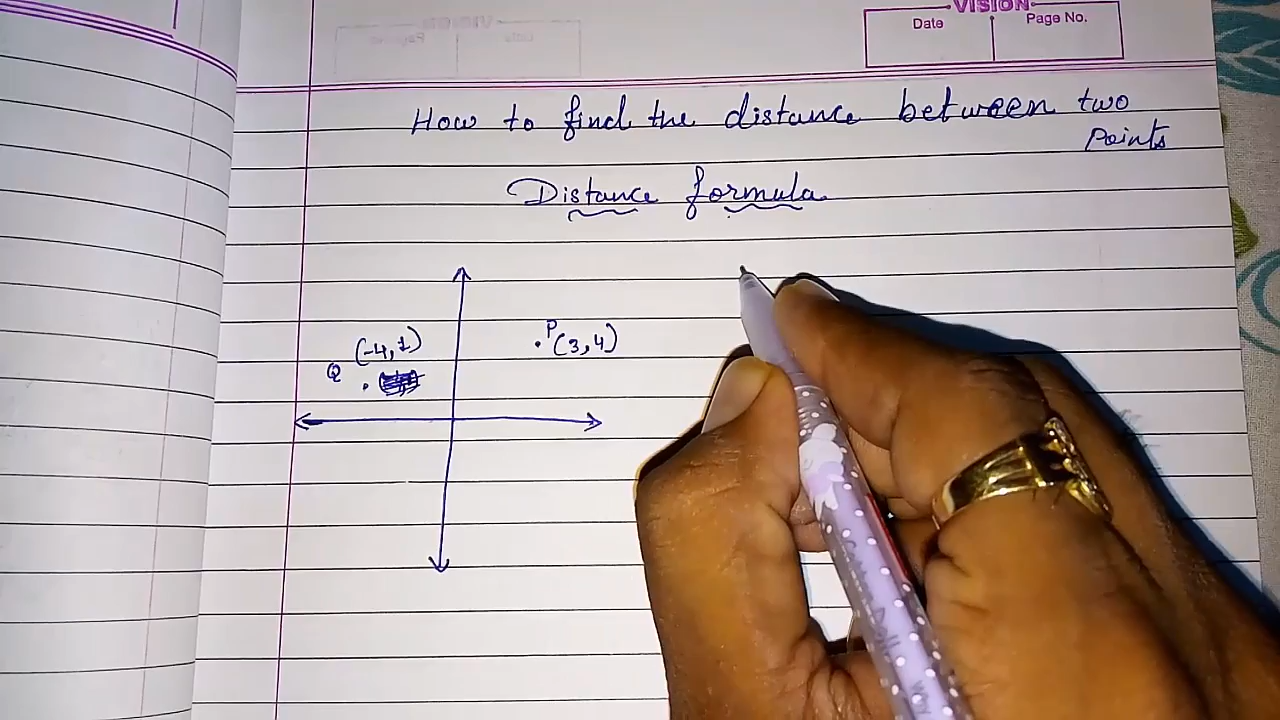 VISION
Date
Page No.
How to find the distance between two
Points
Distance formula
P
(3,4)
(-4,1)
Q